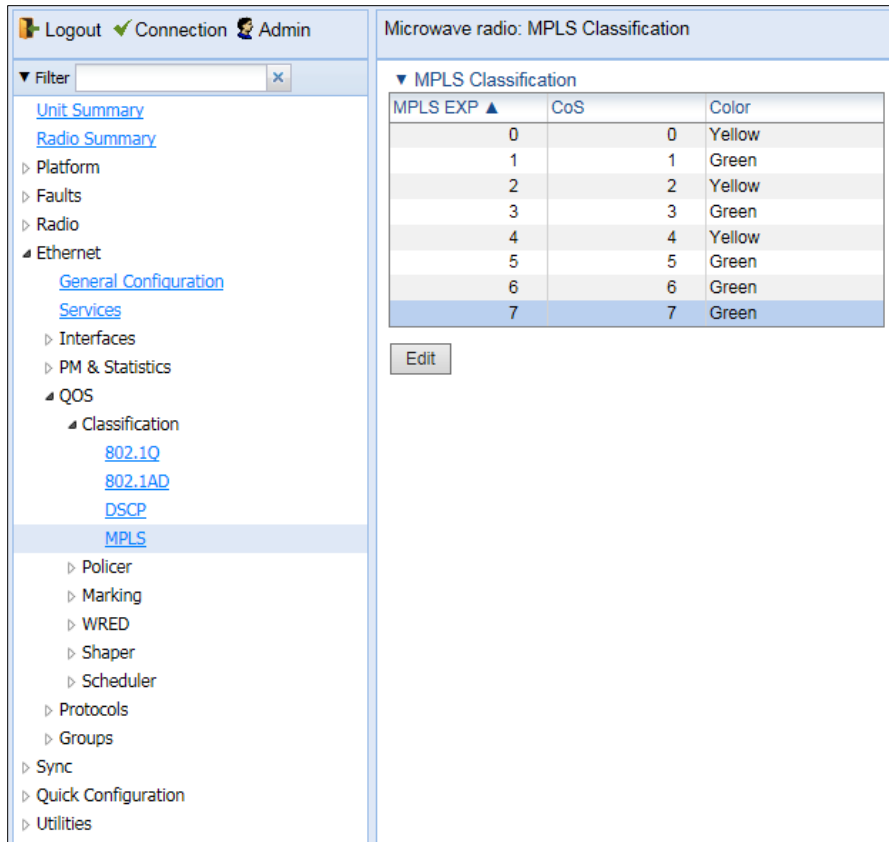 Logout Connection Admin
Filter
Unit Summary
Radio Summary
Platform
Faults
Radio
Ethernet
General Configuration
Services
Interfaces
PM & Statistics
QOS
Classification
802.1Q
802.1AD
DSCP
MPLS
Policer
Marking
WRED
Shaper
Scheduler
Protocols
Groups
Sync
Quick Configuration
Utilities
Microwave radio: MPLS Classification
MPLS Classification
MPLS EXP ▲ CoS Color
0 0 Yellow
1 1 Green
2 2 Yellow
3 3 Green
4 4 Yellow
5 5 Green
6 6 Green
7 7 Green
Edit